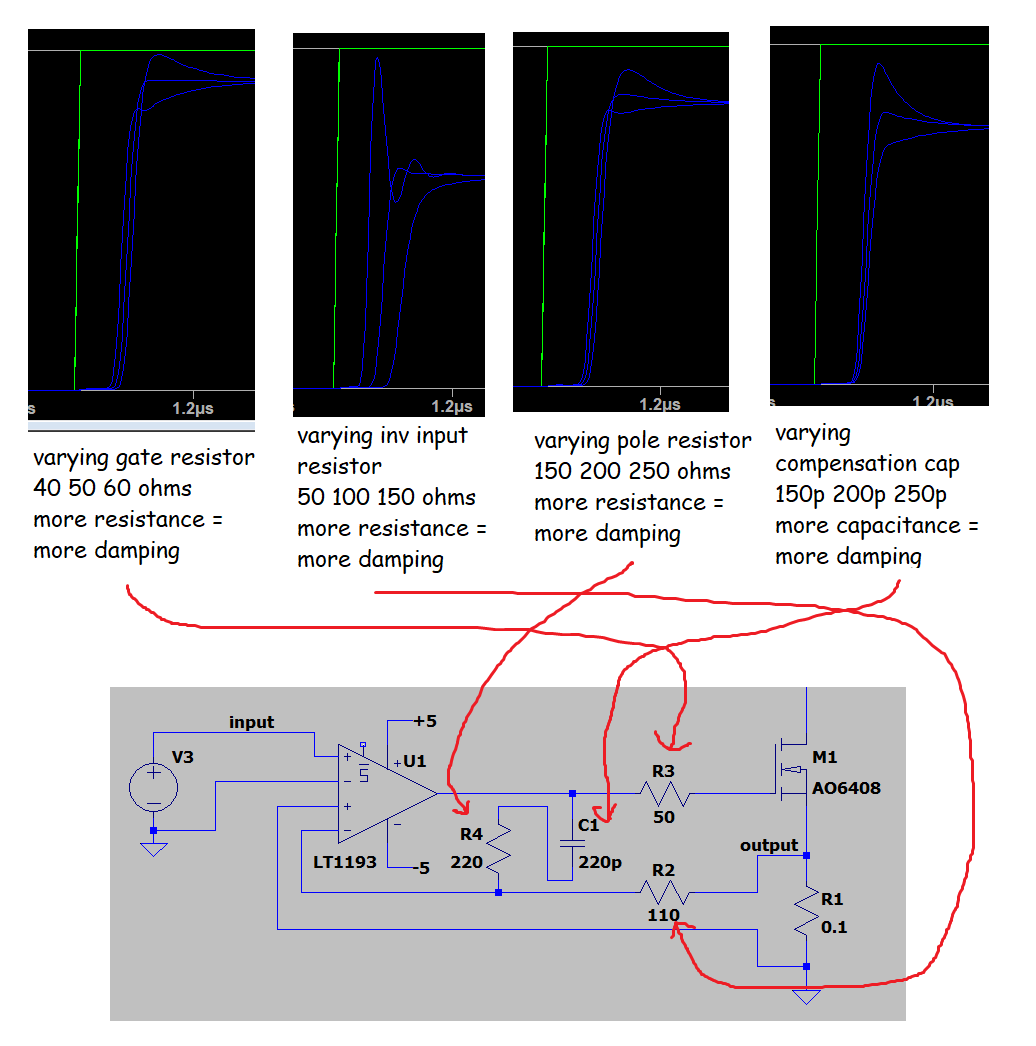 s
1.2µs
1.2µs
1.2µs
s
1.2µs
varying gate resistor
40 50 60 ohms
more resistance =
more damping
varying inv input
resistor
50 100 150 ohms
more resistance =
more damping
varying pole resistor
150 200 250 ohms
more resistance =
more damping
varying
compensation cap
150p 200p 250p
more capacitance =
more damping
input
V3
+5
U1
LT1193
-5
R4
220
C1
220p
R3
50
R2
110
M1
AO6408
output
R1
0.1